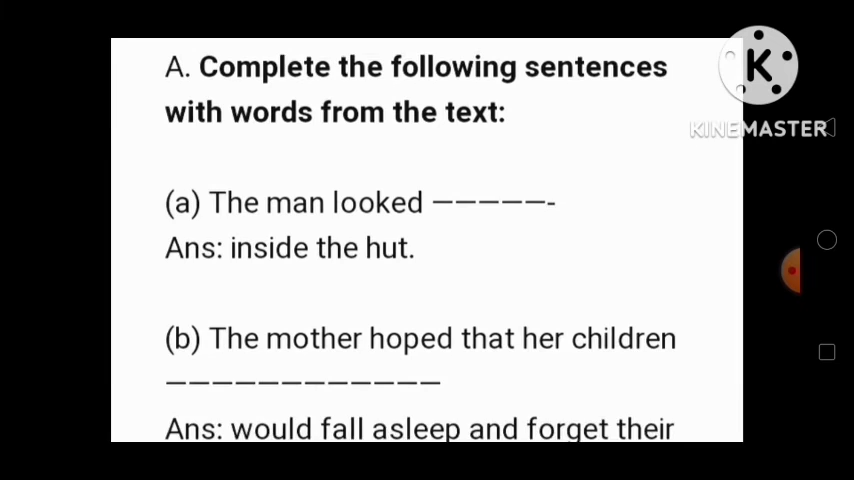 A. Complete the following sentences
with words from the text:
(a) The man looked ─ ─ ─ ─ ─-
Ans: inside the hut.
(b) The mother hoped that her children
─ ─ ─ ─ ─ ─ ─ ─ ─ ─ ─ ─
Ans: would fall asleep and forget their
K
KINEMASTER